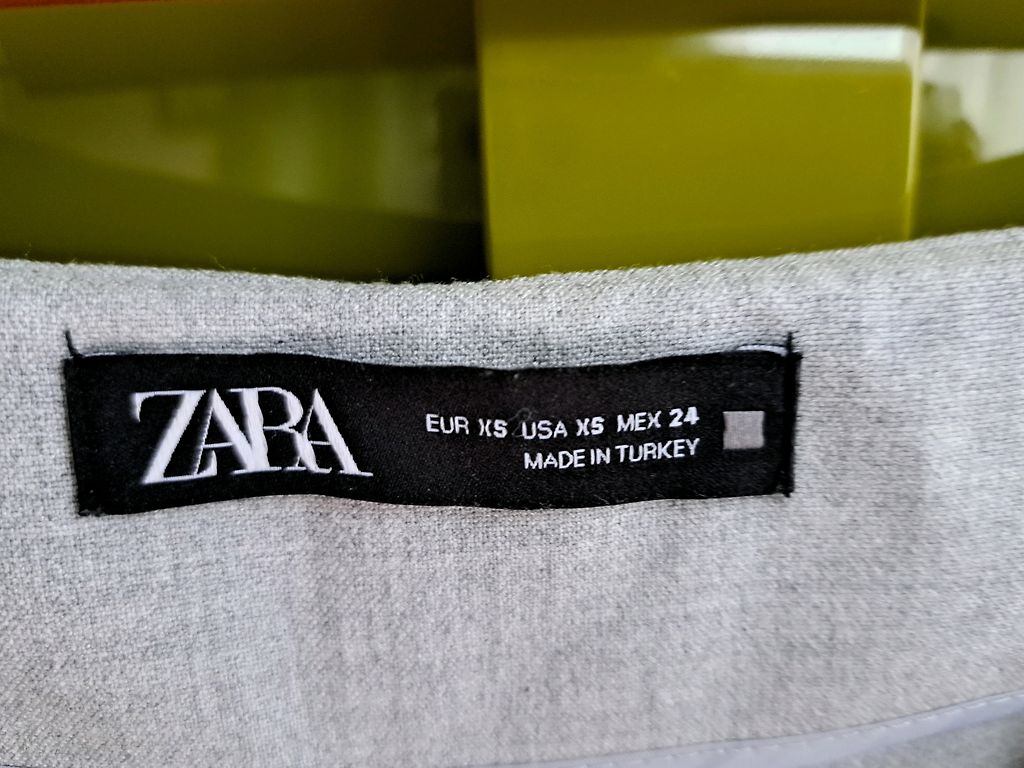 ZARA
EUR XS USA XS MEX 24
MADE IN TURKEY